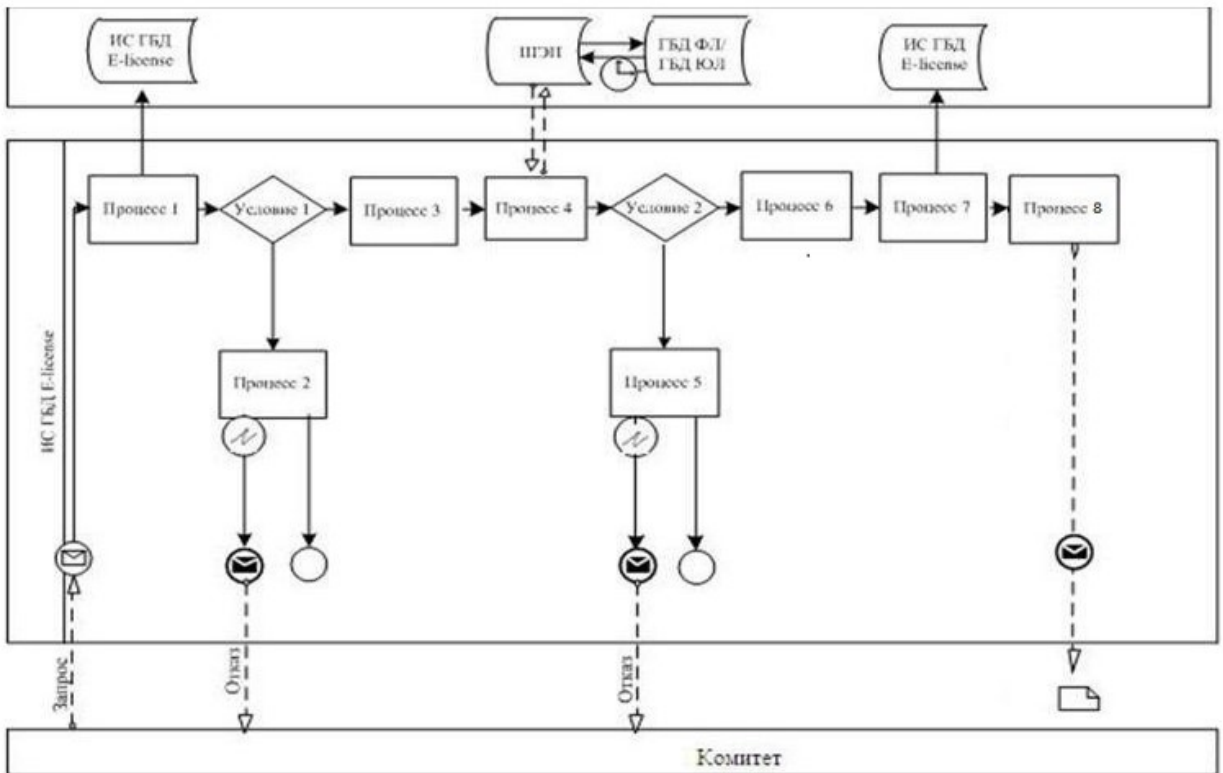 ИС ГБД
E-license
ШЭП
ГБД ФЛ/
ГБД ЮЛ
ИС ГБД
E-license
ИС ГБД E-license
Процесс 1
Условие 1
Процесс 3
Процесс 4
Условие 2
Процесс 6
Процесс 7
Процесс 8
Процесс 2
Процесс 5
Запрос
Отказ
Отказ
Комитет